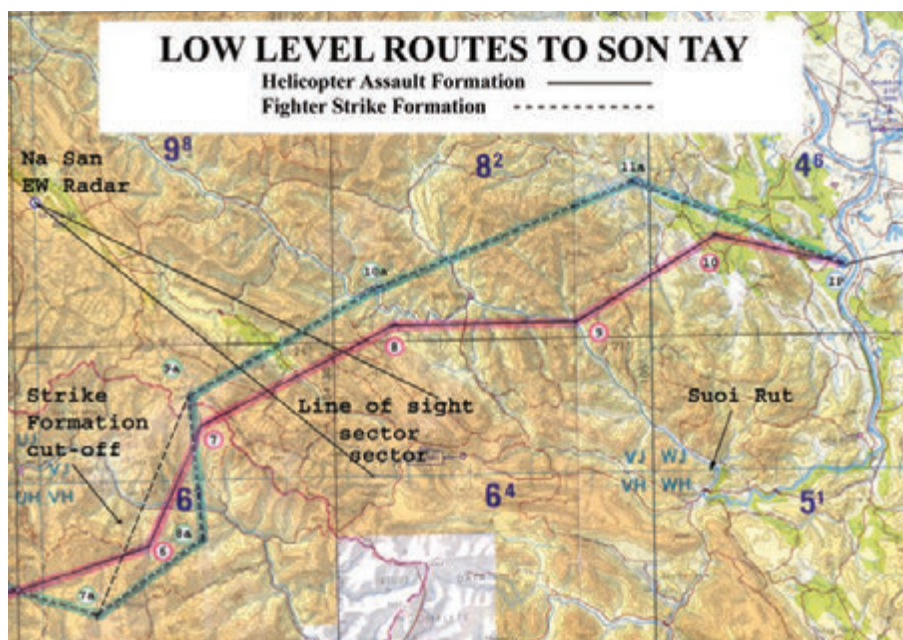 LOW LEVEL ROUTES TO SON TAY
Helicopter Assault Formation
Fighter Strike Formation
Na San
EW Radar
9⁸
8²
11a
4⁶
10a
10
IP
9
8
9a
Strike
Formation
cut-off
Line of sight
sector
sector
Suoi Rut
7
UJ VJ
UH VH
VJ WJ
VH WH
6
6⁴
5¹
8a
6
7a